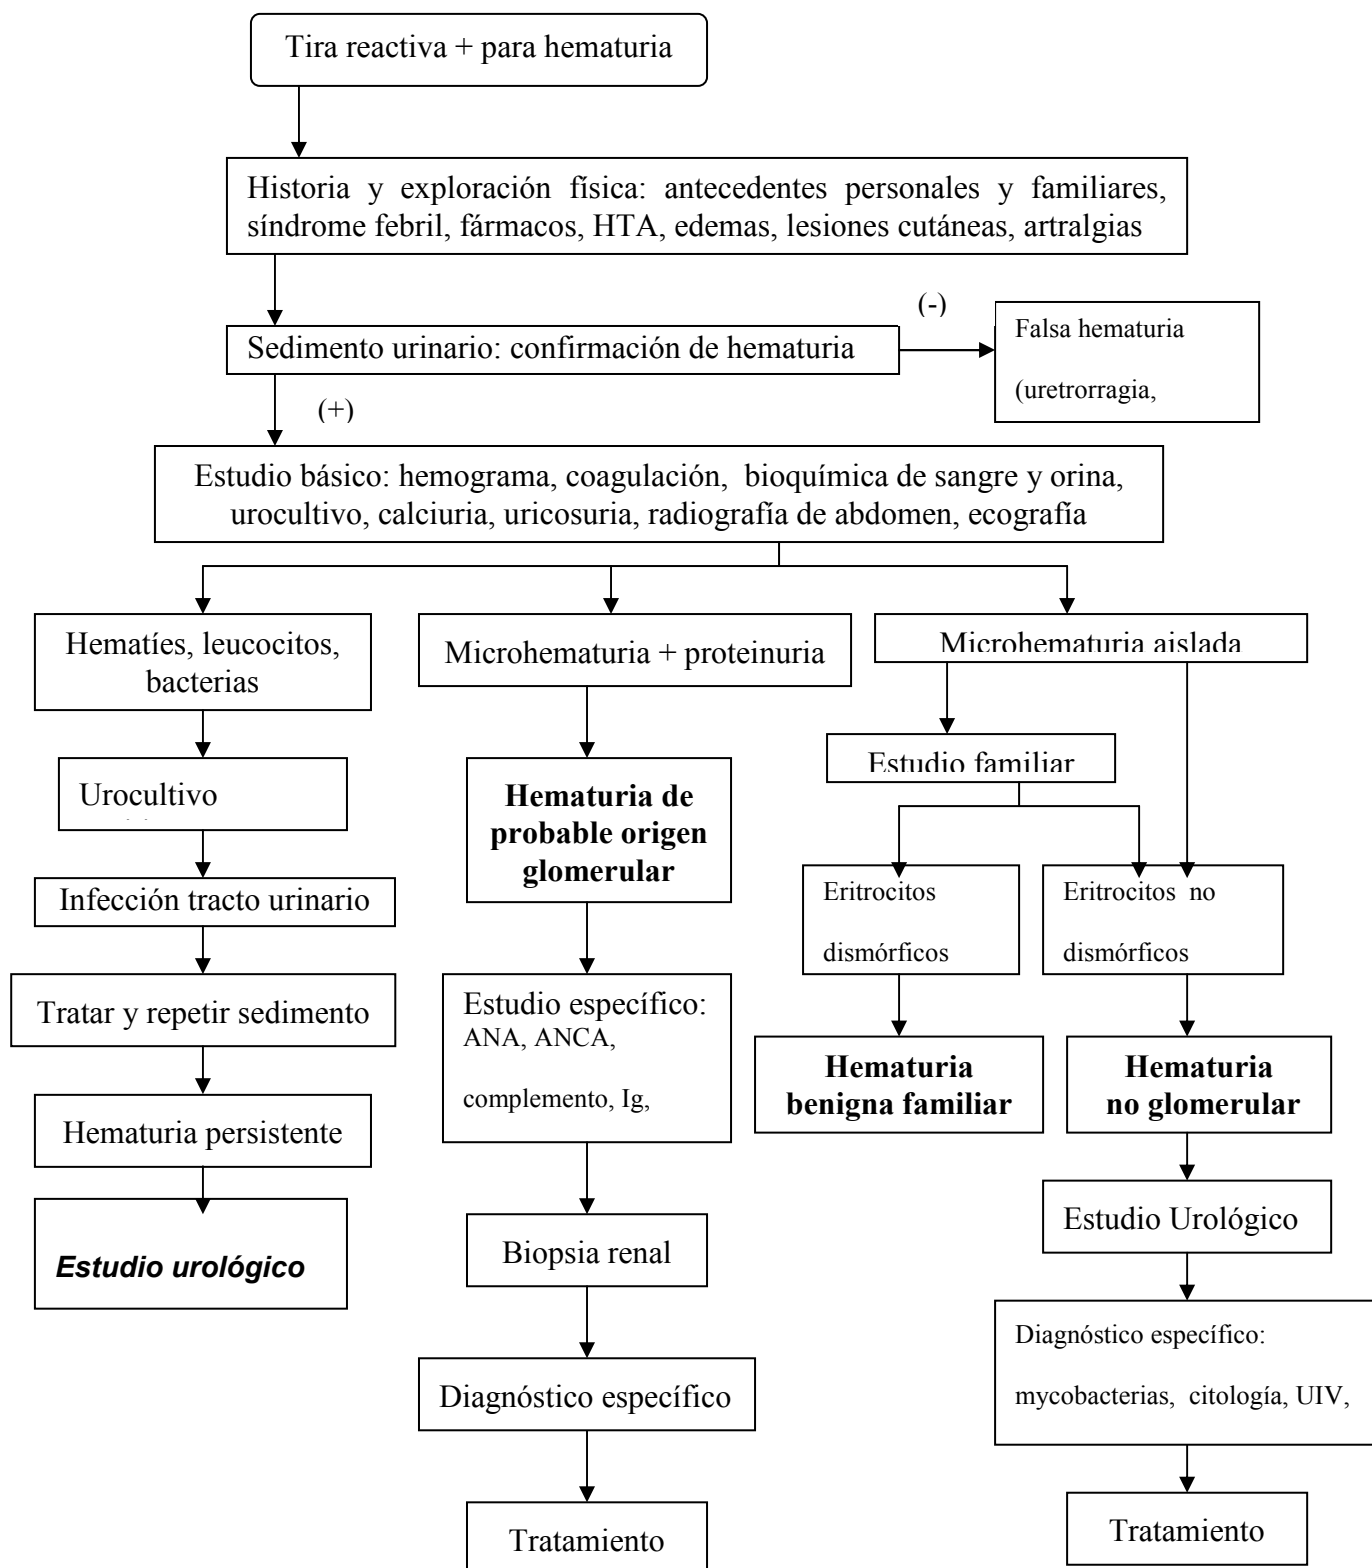 Tira reactiva + para hematuria
Historia y exploración física: antecedentes personales y familiares,
síndrome febril, fármacos, HTA, edemas, lesiones cutáneas, artralgias
(-)
Sedimento urinario: confirmación de hematuria
Falsa hematuria
(uretrorragia,
(+)
Estudio básico: hemograma, coagulación, bioquímica de sangre y orina,
urocultivo, calciuria, uricosuria, radiografía de abdomen, ecografía
Hematíes, leucocitos,
bacterias
Urocultivo
Infección tracto urinario
Tratar y repetir sedimento
Hematuria persistente
Estudio urológico
Microhematuria + proteinuria
Hematuria de
probable origen
glomerular
Estudio específico:
ANA, ANCA,
complemento, Ig,
Biopsia renal
Diagnóstico específico
Tratamiento
Microhematuria aislada
Estudio familiar
Eritrocitos
dismórficos
Hematuria
benigna familiar
Eritrocitos no
dismórficos
Hematuria
no glomerular
Estudio Urológico
Diagnóstico específico:
mycobacterias, citología, UIV,
Tratamiento